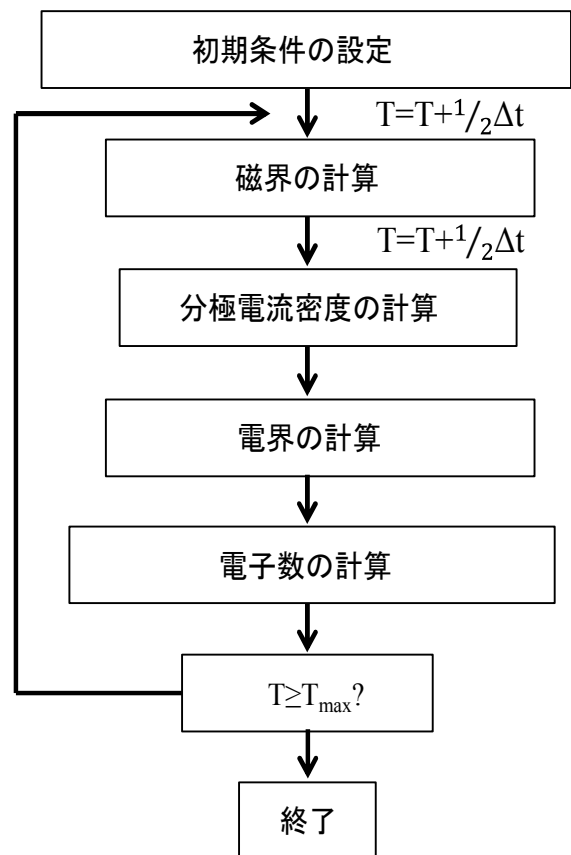 初期条件の設定
T=T+1/2Δt
磁界の計算
T=T+1/2Δt
分極電流密度の計算
電界の計算
電子数の計算
T≥Tmax?
終了